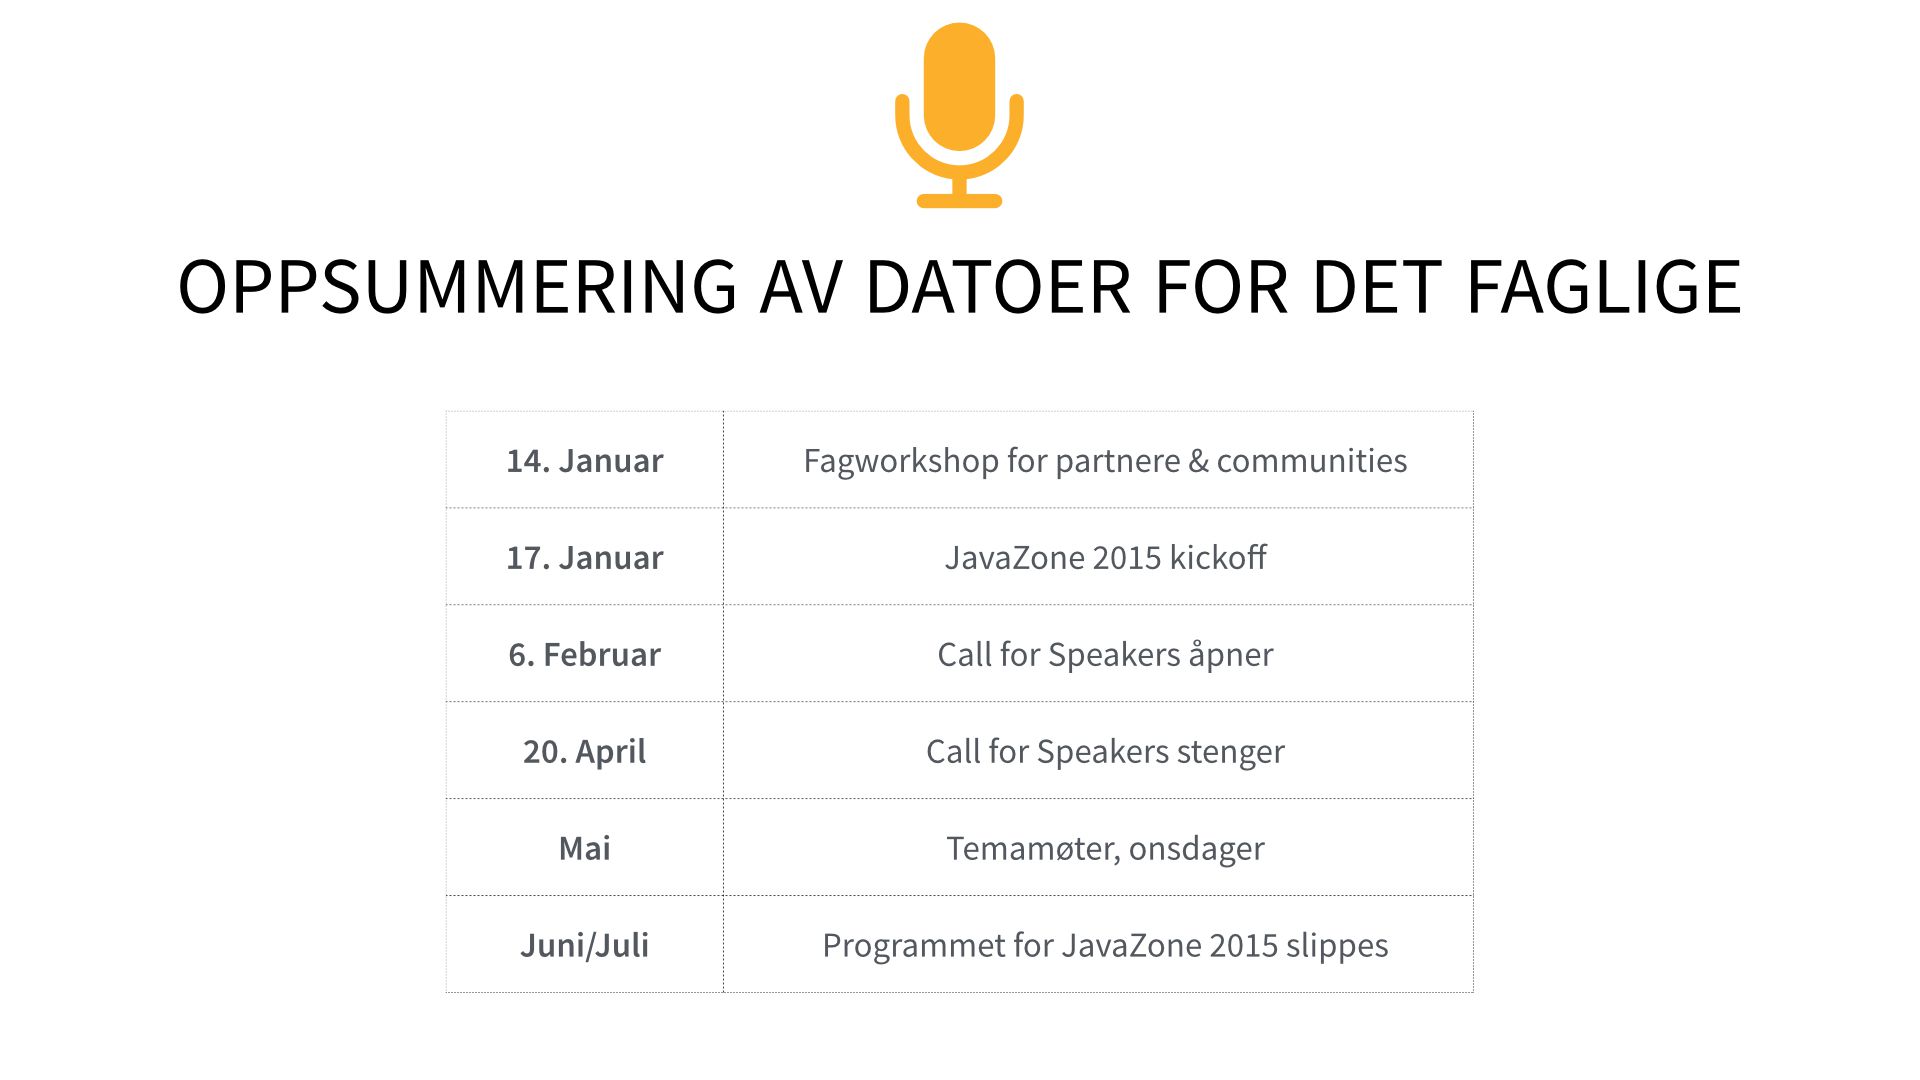 OPPSUMMERING AV DATOER FOR DET FAGLIGE
14. Januar Fagworkshop for partnere & communities
17. Januar JavaZone 2015 kickoff
6. Februar Call for Speakers åpner
20. April Call for Speakers stenger
Mai Temamøter, onsdager
Juni/Juli Programmet for JavaZone 2015 slippes